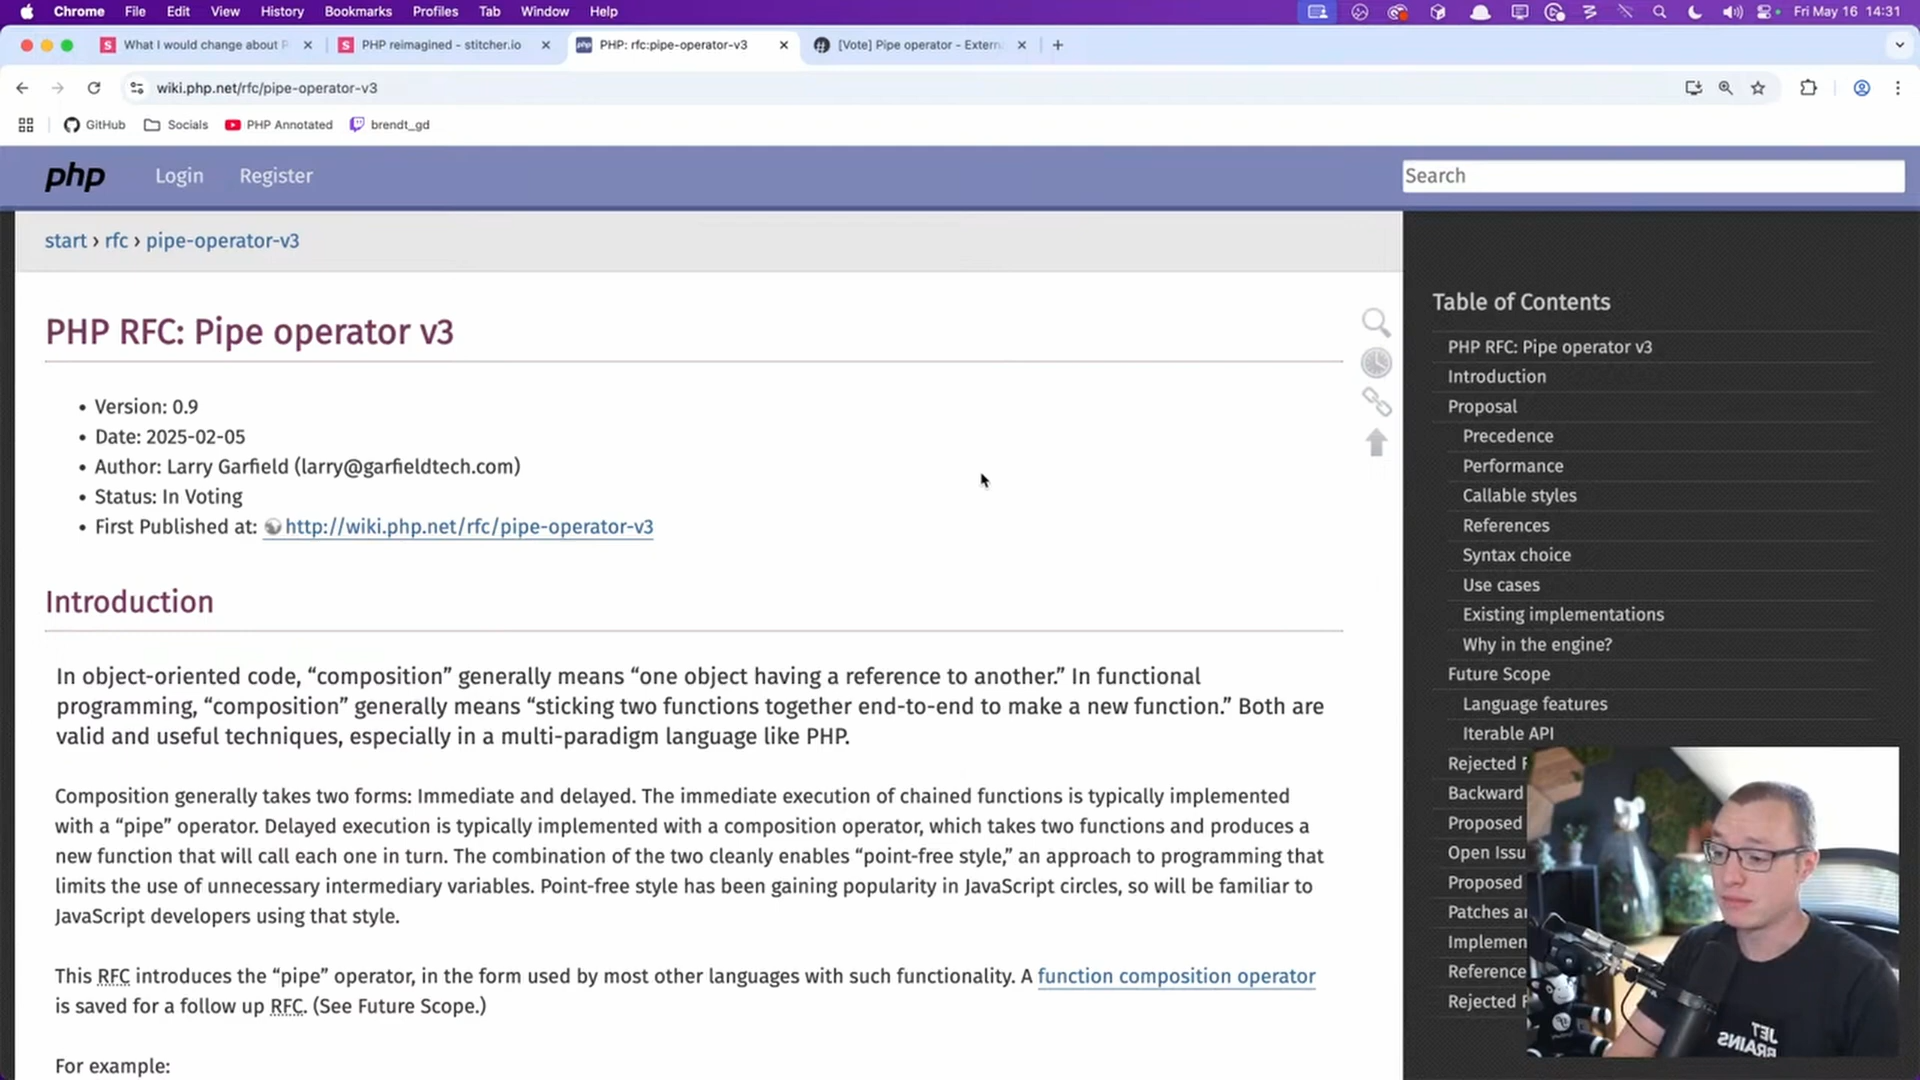 Chrome File Edit View History Bookmarks Profiles Tab Window Help Fri May 16 14:31
What I would change about P PHP reimagined - stitcher.io PHP: rfc:pipe-operator-v3 [Vote] Pipe operator - Extern
wiki.php.net/rfc/pipe-operator-v3
GitHub Socials PHP Annotated brendt_gd
php Login Register Search
start › rfc › pipe-operator-v3
PHP RFC: Pipe operator v3
• Version: 0.9
• Date: 2025-02-05
• Author: Larry Garfield (larry@garfieldtech.com)
• Status: In Voting
• First Published at: http://wiki.php.net/rfc/pipe-operator-v3
Introduction
In object-oriented code, “composition” generally means “one object having a reference to another.” In functional
programming, “composition” generally means “sticking two functions together end-to-end to make a new function.” Both are
valid and useful techniques, especially in a multi-paradigm language like PHP.
Composition generally takes two forms: Immediate and delayed. The immediate execution of chained functions is typically implemented
with a “pipe” operator. Delayed execution is typically implemented with a composition operator, which takes two functions and produces a
new function that will call each one in turn. The combination of the two cleanly enables “point-free style,” an approach to programming that
limits the use of unnecessary intermediary variables. Point-free style has been gaining popularity in JavaScript circles, so will be familiar to
JavaScript developers using that style.
This RFC introduces the “pipe” operator, in the form used by most other languages with such functionality. A function composition operator
is saved for a follow up RFC. (See Future Scope.)
For example:
Table of Contents
PHP RFC: Pipe operator v3
Introduction
Proposal
Precedence
Performance
Callable styles
References
Syntax choice
Use cases
Existing implementations
Why in the engine?
Future Scope
Language features
Iterable API
Rejected F
Backward
Proposed
Open Issu
Proposed
Patches a
Implemen
Reference
Rejected F
JET
BRAINS